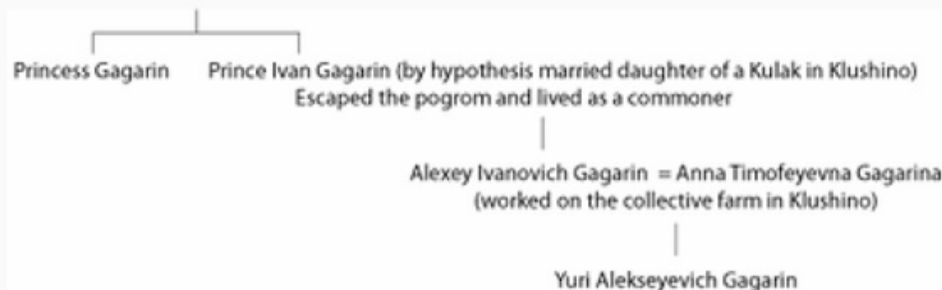 Princess Gagarin
Prince Ivan Gagarin (by hypothesis married daughter of a Kulak in Klushino)
Escaped the pogrom and lived as a commoner
Alexey Ivanovich Gagarin = Anna Timofeyevna Gagarina
(worked on the collective farm in Klushino)
Yuri Alekseyevich Gagarin